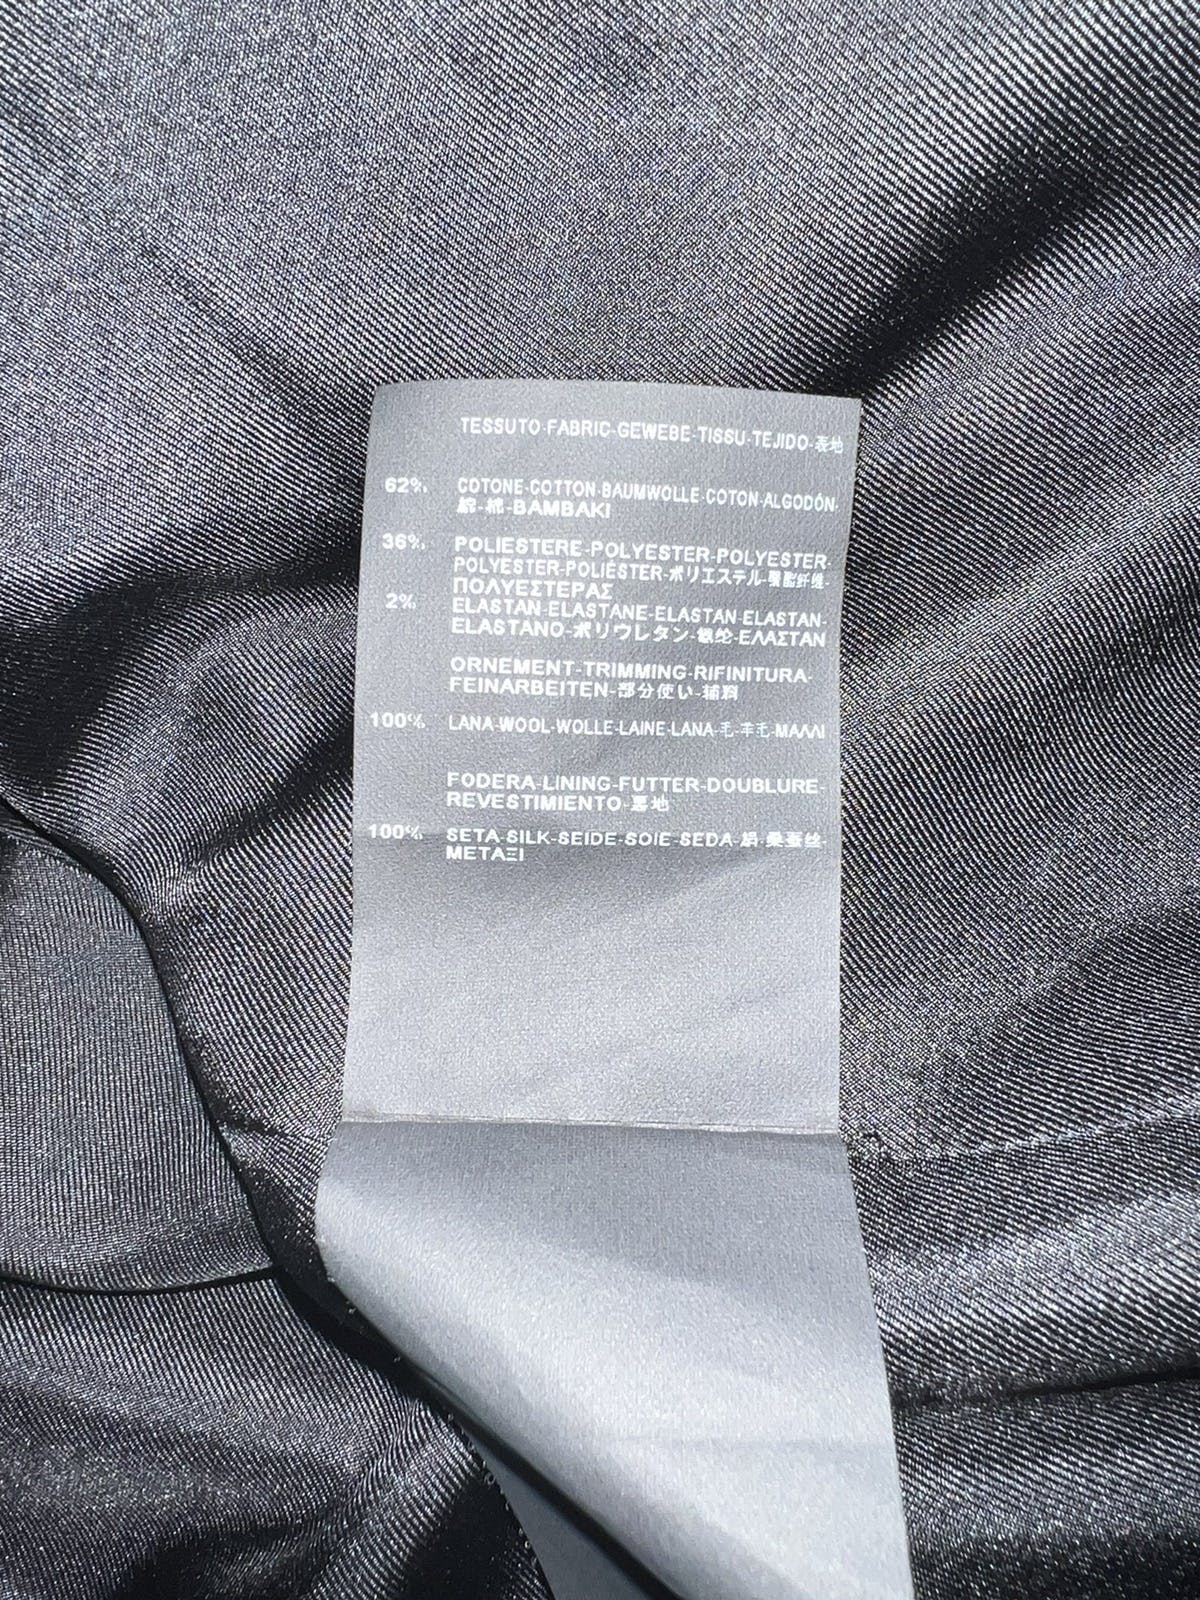 TESSUTO-FABRIC-GEWEBE-TISSU-TEJIDO-表地
62% COTONE-COTTON-BAUMWOLLE-COTON-ALGODÓN-
綿-棉-BAMBAKI
36% POLIESTERE-POLYESTER-POLYESTER-
POLYESTER-POLIÉSTER-ポリエステル-聚酯纤维-
ΠΟΛΥΕΣΤΕΡΑΣ
2% ELASTAN-ELASTANE-ELASTAN-ELASTAN-
ELASTANO-ポリウレタン-氨纶-ΕΛΑΣΤΑΝ
ORNEMENT-TRIMMING-RIFINITURA-
FEINARBEITEN-部分使い-辅料
100% LANA-WOOL-WOLLE-LAINE-LANA-毛-羊毛-ΜΑΛΛΙ
FODERA-LINING-FUTTER-DOUBLURE-
REVESTIMIENTO-裏地
100% SETA-SILK-SEIDE-SOIE-SEDA-絹-桑蚕丝-
ΜΕΤΑΞΙ